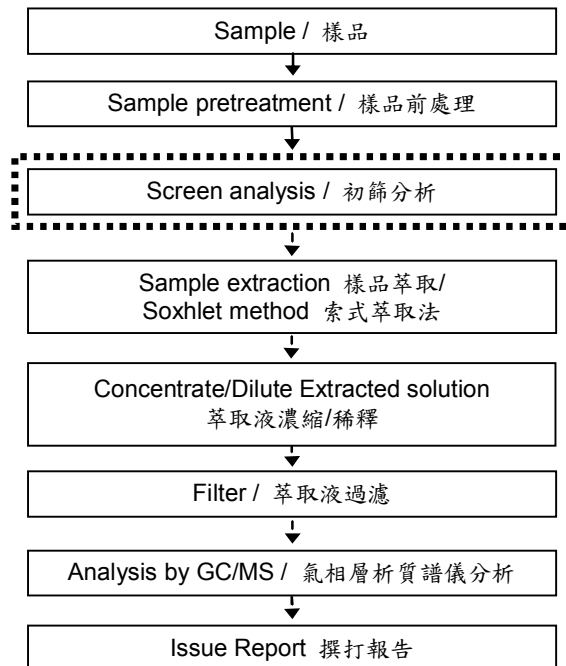 Sample / 樣品
Sample pretreatment / 樣品前處理
Screen analysis / 初篩分析
Sample extraction 樣品萃取/
Soxhlet method 索式萃取法
Concentrate/Dilute Extracted solution
萃取液濃縮/稀釋
Filter / 萃取液過濾
Analysis by GC/MS / 氣相層析質譜儀分析
Issue Report 撰打報告